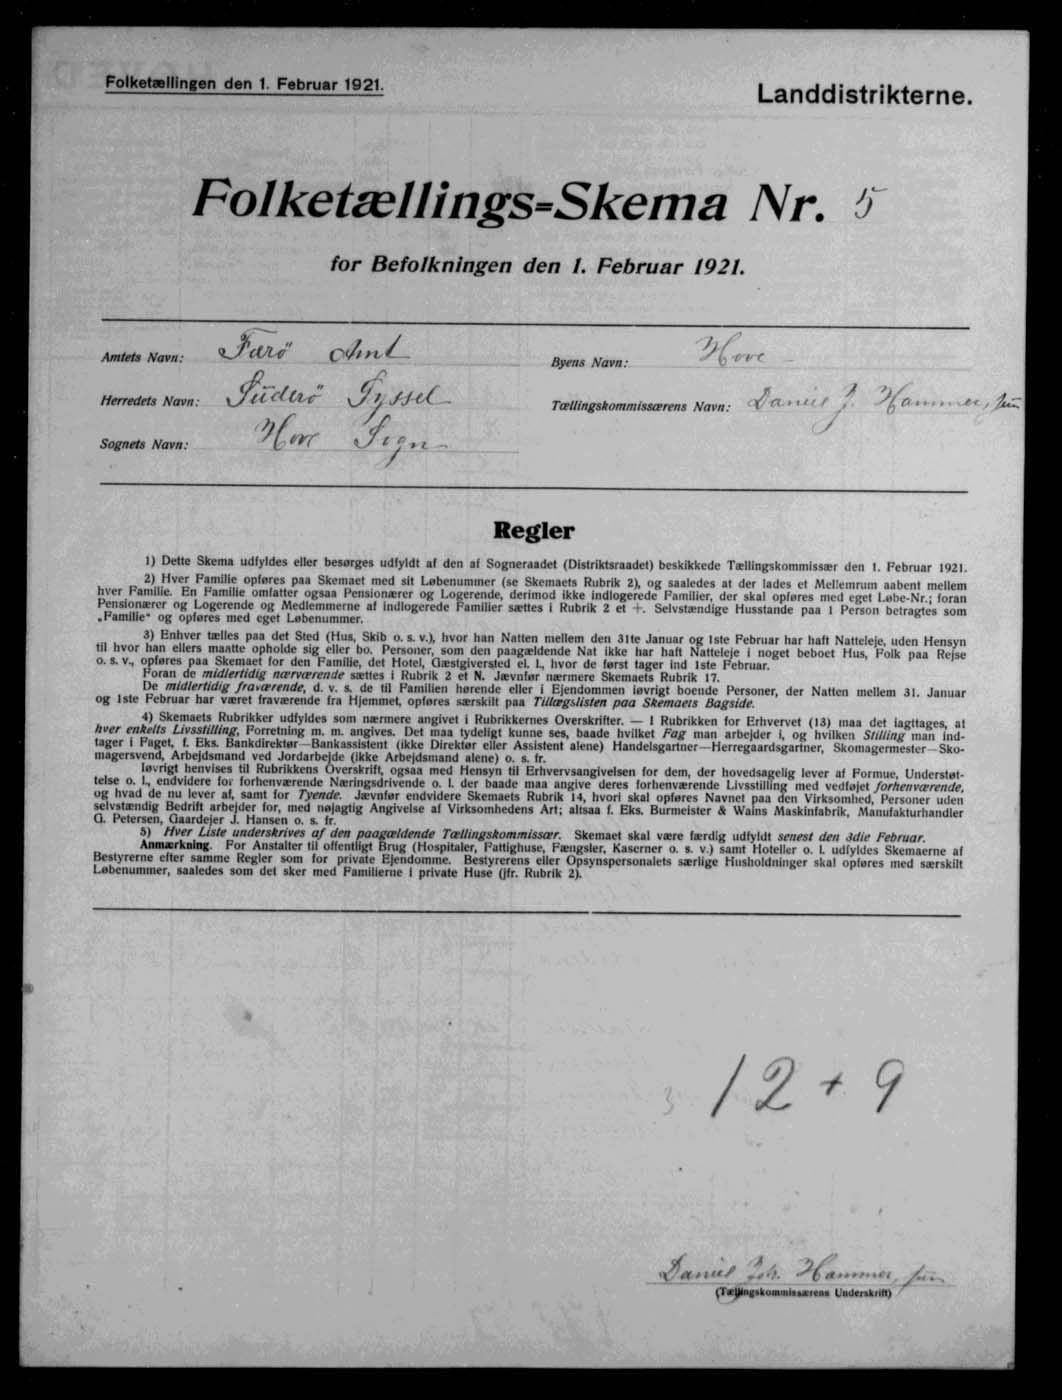 Folketællingen den 1. Februar 1921.
Landdistrikterne.
Folketællings=Skema Nr. 5
for Befolkningen den 1. Februar 1921.
Amtets Navn: Færö Amt
Byens Navn: Hove
Herredets Navn: Süderö Syssel
Tællingskommissærens Navn: Daniel J. Hammer, jün
Sognets Navn: Hove Sogn
Regler
1) Dette Skema udfyldes eller besørges udfyldt af den af Sogneraadet (Distriktsraadet) beskikkede Tællingskommissær den 1. Februar 1921.
2) Hver Familie opføres paa Skemaet med sit Løbenummer (se Skemaets Rubrik 2), og saaledes at der lades et Mellemrum aabent mellem
hver Familie. En Familie omfatter ogsaa Pensionærer og Logerende, derimod ikke indlogerede Familier, der skal opføres med eget Løbe-Nr.; foran
Pensionærer og Logerende og Medlemmerne af indlogerede Familier sættes i Rubrik 2 et +. Selvstændige Husstande paa 1 Person betragtes som
„Familie“ og opføres med eget Løbenummer.
3) Enhver tælles paa det Sted (Hus, Skib o. s. v.), hvor han Natten mellem den 31te Januar og 1ste Februar har haft Natteleje, uden Hensyn
til hvor han ellers maatte opholde sig eller bo. Personer, som den paagældende Nat ikke har haft Natteleje i noget beboet Hus, Folk paa Rejse
o. s. v., opføres paa Skemaet for den Familie, det Hotel, Gæstgiversted el. l., hvor de først tager ind 1ste Februar.
Foran de midlertidig nærværende sættes i Rubrik 2 et N. Jævnfør nærmere Skemaets Rubrik 17.
De midlertidig fraværende, d. v. s. de til Familien hørende eller i Ejendommen iøvrigt boende Personer, der Natten mellem 31. Januar
og 1ste Februar har været fraværende fra Hjemmet, opføres særskilt paa Tillægslisten paa Skemaets Bagside.
4) Skemaets Rubrikker udfyldes som nærmere angivet i Rubrikkernes Overskrifter. — I Rubrikken for Erhvervet (13) maa det iagttages, at
hver enkelts Livsstilling, Forretning m. m. angives. Det maa tydeligt kunne ses, baade hvilket Fag man arbejder i, og hvilken Stilling man ind-
tager i Faget, f. Eks. Bankdirektør—Bankassistent (ikke Direktør eller Assistent alene) Handelsgartner—Herregaardsgartner, Skomagermester—Sko-
magersvend, Arbejdsmand ved Jordarbejde (ikke Arbejdsmand alene) o. s. fr.
Iøvrigt henvises til Rubrikkens Overskrift, ogsaa med Hensyn til Erhvervsangivelsen for dem, der hovedsagelig lever af Formue, Understøt-
telse o. l., endvidere for forhenværende Næringsdrivende o. l. der baade maa angive deres forhenværende Livsstilling med vedføjet forhenværende,
og hvad de nu lever af, samt for Tyende. Jævnfør endvidere Skemaets Rubrik 14, hvori skal opføres Navnet paa den Virksomhed, Personer uden
selvstændig Bedrift arbejder for, med nøjagtig Angivelse af Virksomhedens Art; altsaa f. Eks. Burmeister & Wains Maskinfabrik, Manufakturhandler
G. Petersen, Gaardejer J. Hansen o. s. fr.
5) Hver Liste underskrives af den paagældende Tællingskommissær. Skemaet skal være færdig udfyldt senest den 3die Februar.
Anmærkning. For Anstalter til offentligt Brug (Hospitaler, Fattighuse, Fængsler, Kaserner o. s. v.) samt Hoteller o. l. udfyldes Skemaerne af
Bestyrerne efter samme Regler som for private Ejendomme. Bestyrerens eller Opsynspersonalets særlige Husholdninger skal opføres med særskilt
Løbenummer, saaledes som det sker med Familierne i private Huse (jfr. Rubrik 2).
3 12 + 9
Daniel Joh. Hammer, jün
(Tællingskommissærens Underskrift)